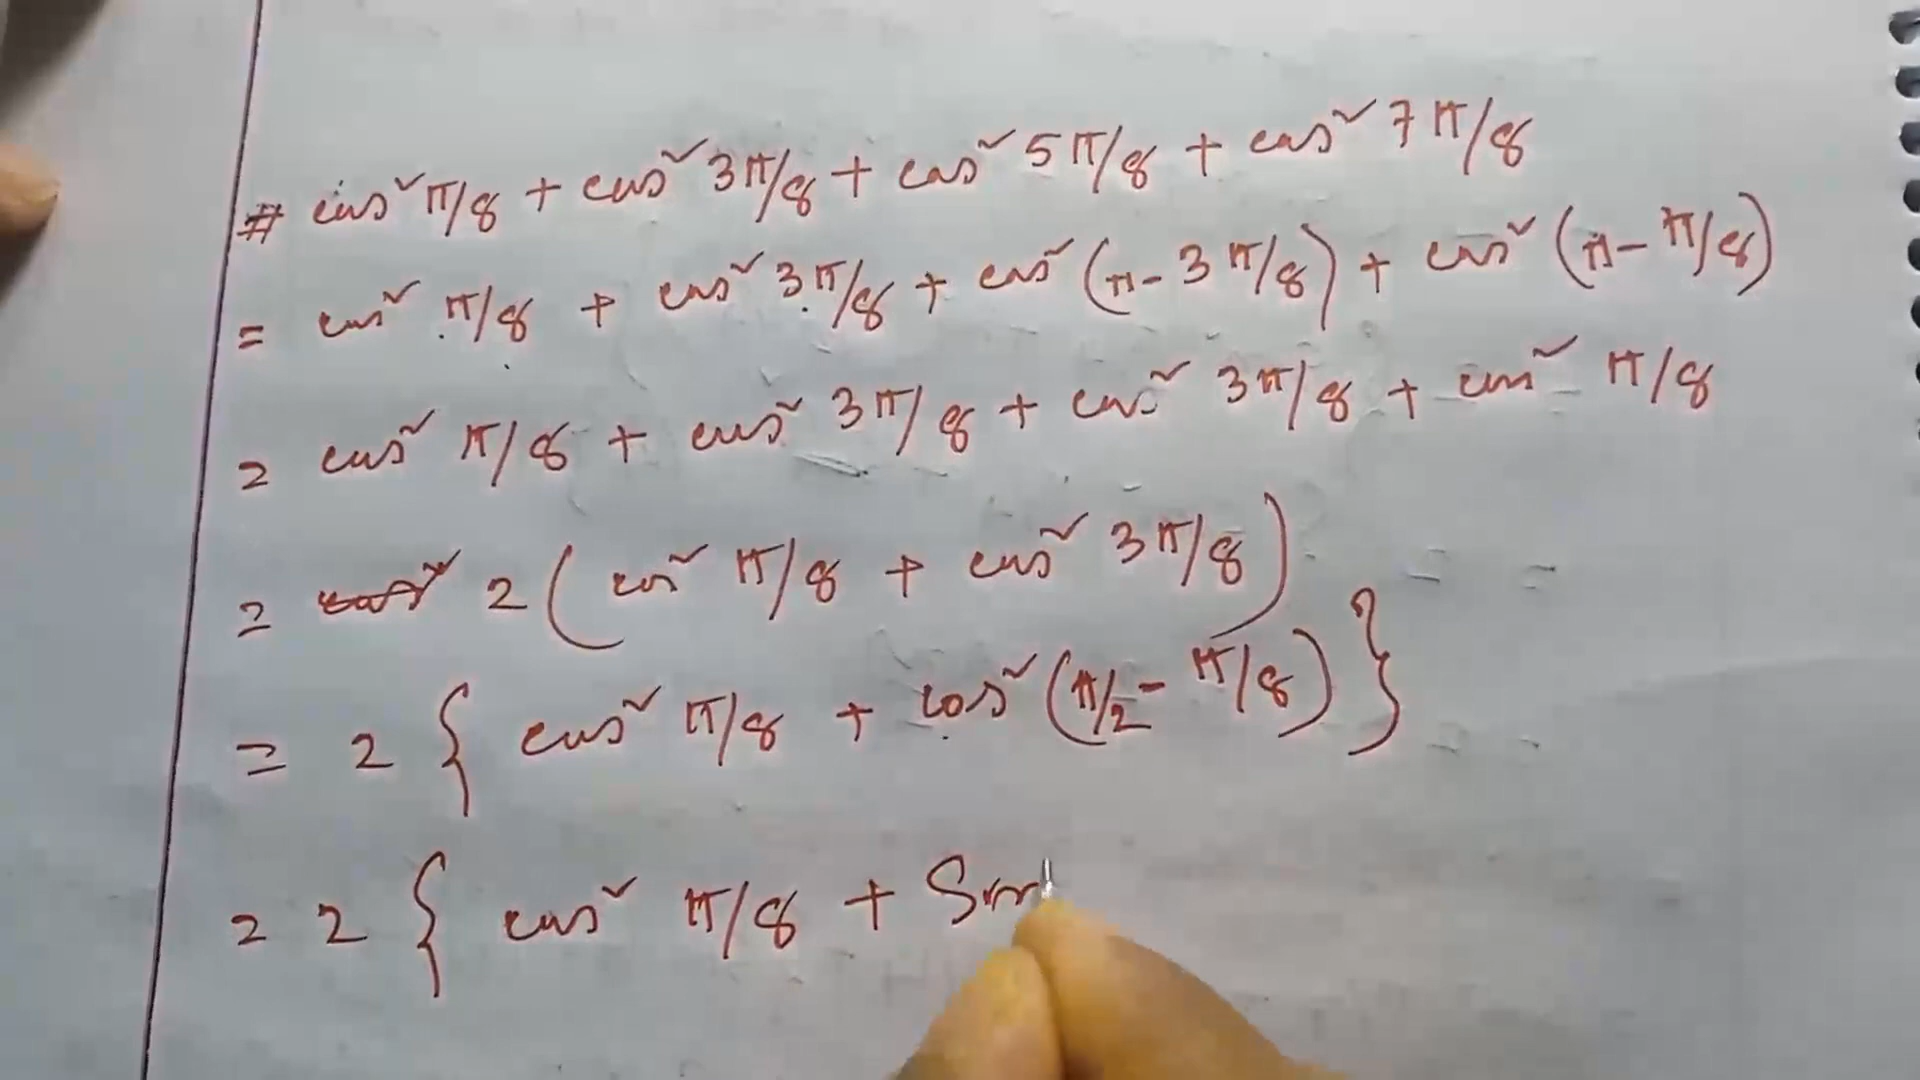 # cos² π/8 + cos² 3π/8 + cos² 5π/8 + cos² 7π/8
= cos² π/8 + cos² 3π/8 + cos² (π - 3π/8) + cos² (π - π/8)
= cos² π/8 + cos² 3π/8 + cos² 3π/8 + cos² π/8
= 2 ( cos² π/8 + cos² 3π/8 )
= 2 { cos² π/8 + cos² (π/2 - π/8) }
= 2 { cos² π/8 + Sin